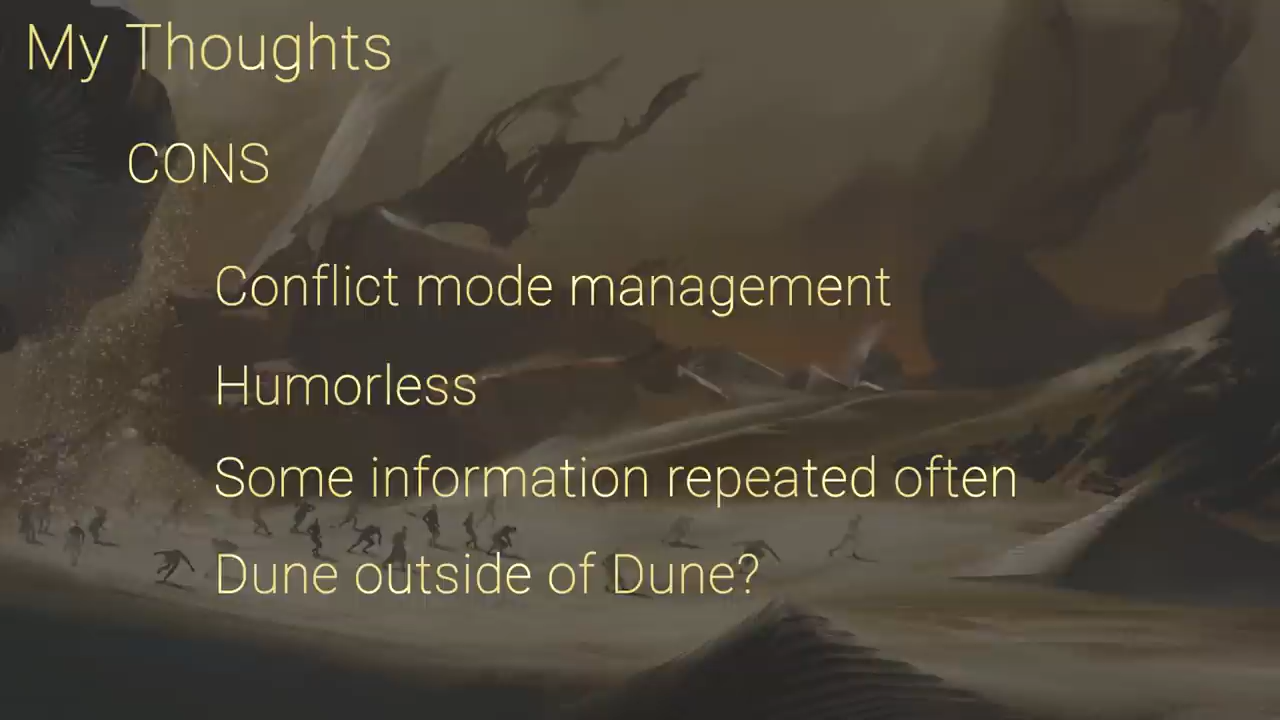 My Thoughts
CONS
Conflict mode management
Humorless
Some information repeated often
Dune outside of Dune?